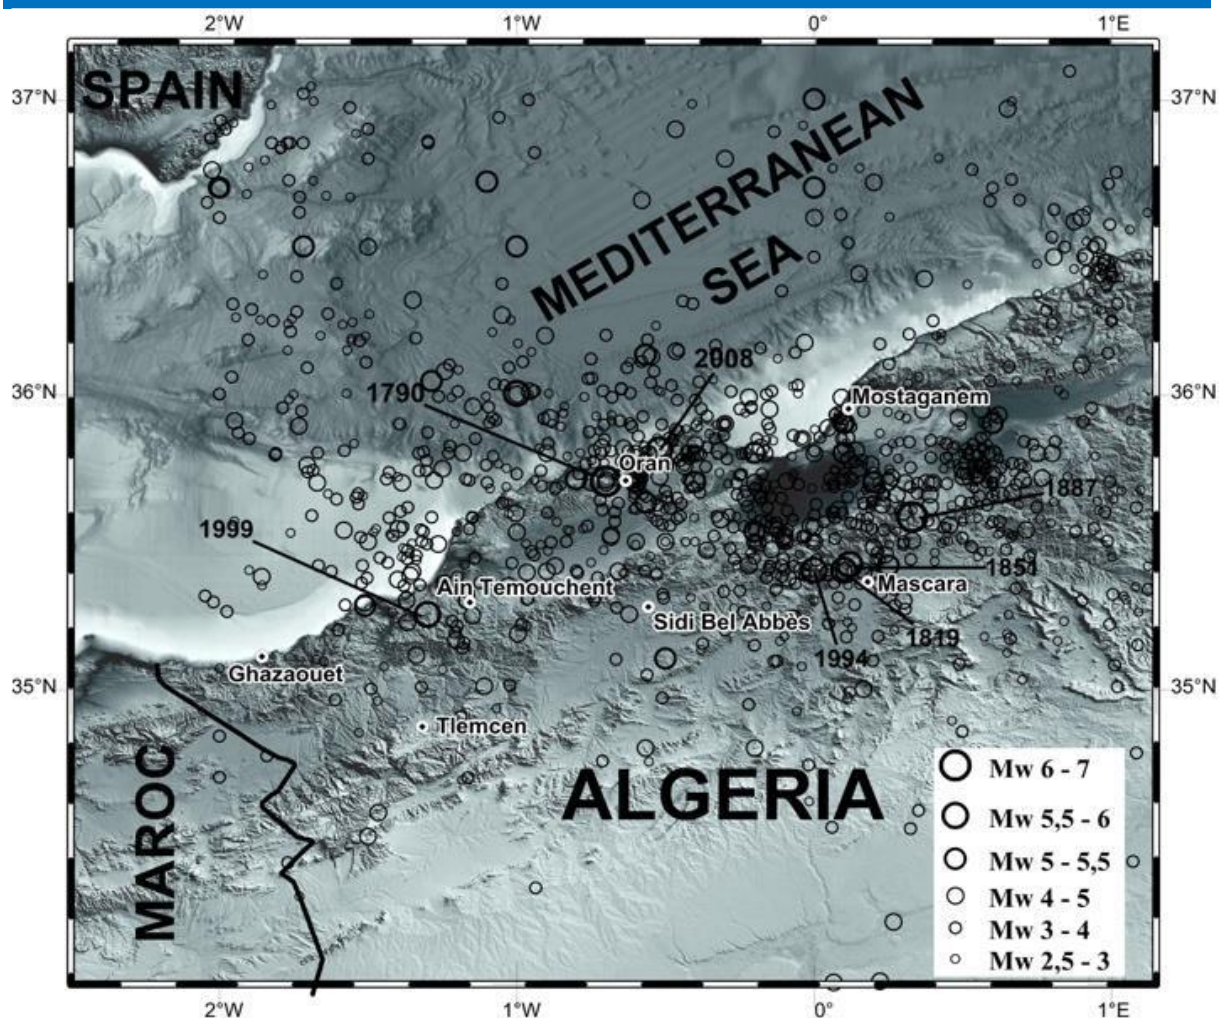 2°W 1°W 0° 1°E
37°N 37°N
SPAIN
MEDITERRANEAN
SEA
2008
36°N 36°N
1790
Mostaganem
Oran
1887
1999
1851
Ain Temouchent
Mascara
Sidi Bel Abbès
1819
1994
Ghazaouet
35°N 35°N
Tlemcen
MAROC
ALGERIA
Mw 6 - 7
Mw 5,5 - 6
Mw 5 - 5,5
Mw 4 - 5
Mw 3 - 4
Mw 2,5 - 3
2°W 1°W 0° 1°E